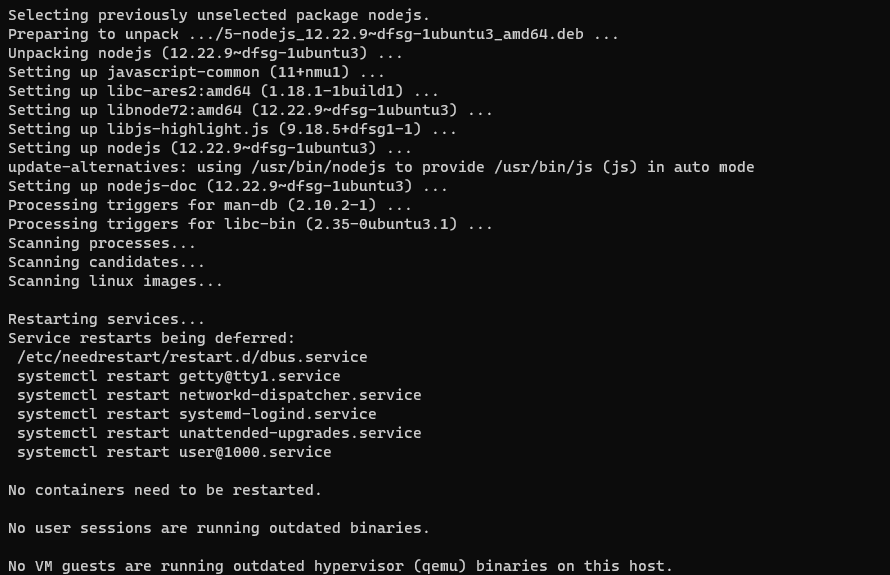 Selecting previously unselected package nodejs.
Preparing to unpack .../5-nodejs_12.22.9~dfsg-1ubuntu3_amd64.deb ...
Unpacking nodejs (12.22.9~dfsg-1ubuntu3) ...
Setting up javascript-common (11+nmu1) ...
Setting up libc-ares2:amd64 (1.18.1-1build1) ...
Setting up libnode72:amd64 (12.22.9~dfsg-1ubuntu3) ...
Setting up libjs-highlight.js (9.18.5+dfsg1-1) ...
Setting up nodejs (12.22.9~dfsg-1ubuntu3) ...
update-alternatives: using /usr/bin/nodejs to provide /usr/bin/js (js) in auto mode
Setting up nodejs-doc (12.22.9~dfsg-1ubuntu3) ...
Processing triggers for man-db (2.10.2-1) ...
Processing triggers for libc-bin (2.35-0ubuntu3.1) ...
Scanning processes...
Scanning candidates...
Scanning linux images...

Restarting services...
Service restarts being deferred:
 /etc/needrestart/restart.d/dbus.service
 systemctl restart getty@tty1.service
 systemctl restart networkd-dispatcher.service
 systemctl restart systemd-logind.service
 systemctl restart unattended-upgrades.service
 systemctl restart user@1000.service

No containers need to be restarted.

No user sessions are running outdated binaries.

No VM guests are running outdated hypervisor (qemu) binaries on this host.